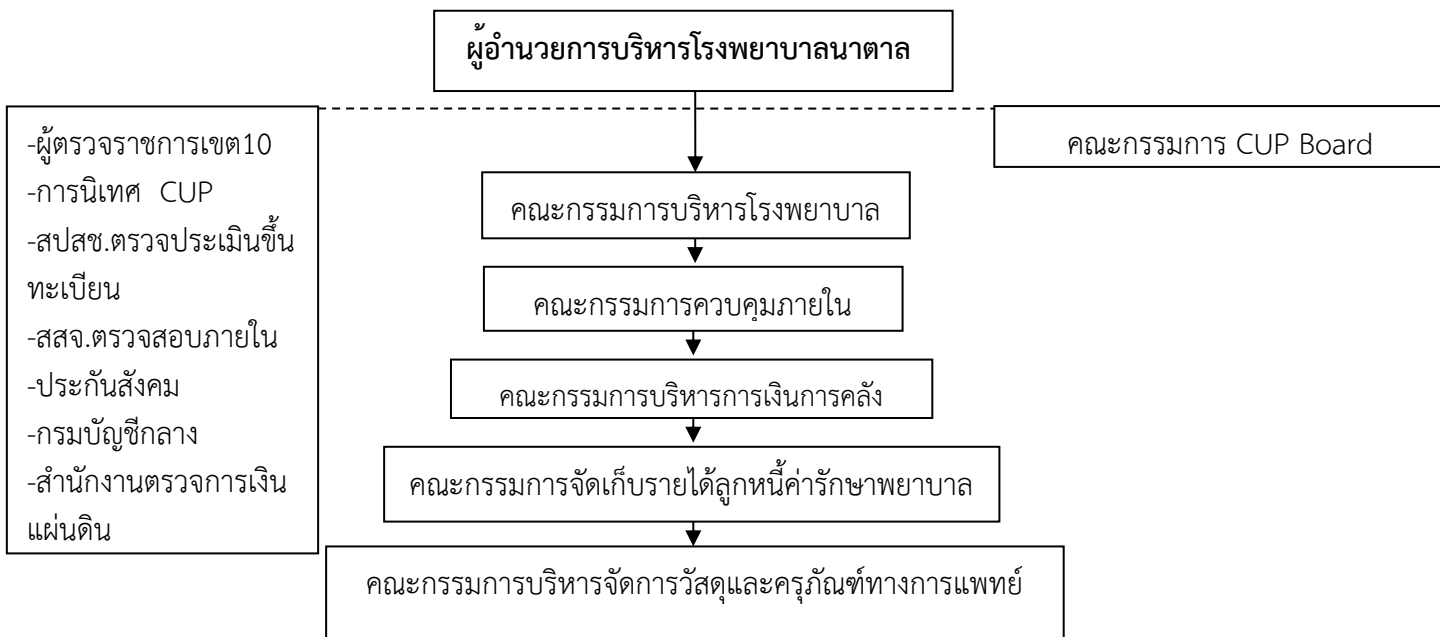 ผู้อำนวยการบริหารโรงพยาบาลนาตาล
-ผู้ตรวจราชการเขต10
-การนิเทศ CUP
-สปสช.ตรวจประเมินขึ้น
ทะเบียน
-สสจ.ตรวจสอบภายใน
-ประกันสังคม
-กรมบัญชีกลาง
-สำนักงานตรวจการเงิน
แผ่นดิน
คณะกรรมการ CUP Board
คณะกรรมการบริหารโรงพยาบาล
คณะกรรมการควบคุมภายใน
คณะกรรมการบริหารการเงินการคลัง
คณะกรรมการจัดเก็บรายได้ลูกหนี้ค่ารักษาพยาบาล
คณะกรรมการบริหารจัดการวัสดุและครุภัณฑ์ทางการแพทย์